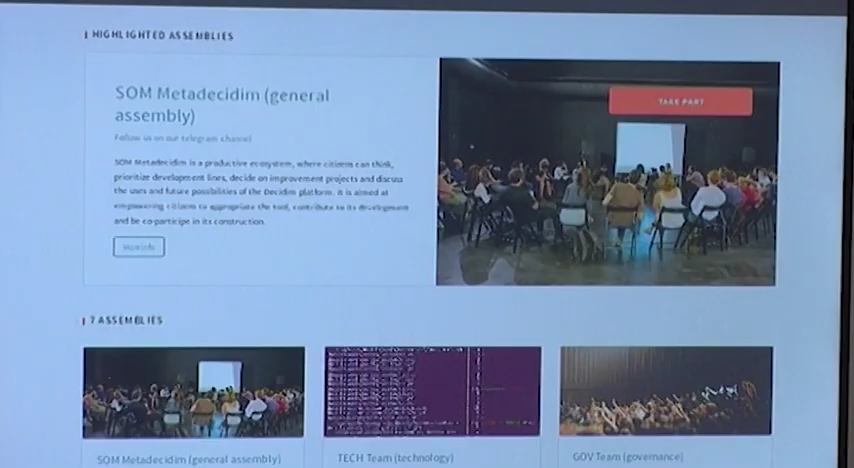 HIGHLIGHTED ASSEMBLIES
SOM Metadecidim (general
assembly)
Follow us on our telegram channel
TAKE PART
SOM Metadecidim is a productive ecosystem, where citizens can think,
prioritize development lines, decide on improvement projects and discuss
the uses and future possibilities of the Decidim platform. It is aimed at
empowering citizens to appropriate the tool, contribute to its development
and be co-participe in its construction.
More info
7 ASSEMBLIES
SOM Metadecidim (general assembly)
TECH Team (technology)
GOV Team (governance)